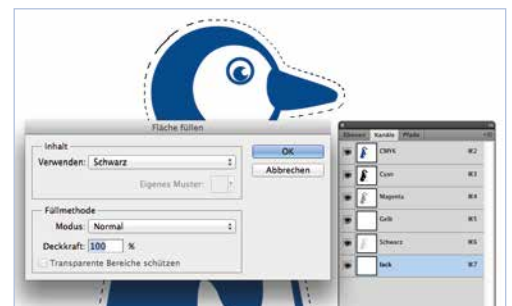 Fläche füllen
Inhalt
Verwenden: Schwarz
Eigenes Muster:
Füllmethode
Modus: Normal
Deckkraft: 100 %
Transparente Bereiche schützen
OK
Abbrechen
Ebenen Kanäle Pfade
CMYK ⌘2
Cyan ⌘3
Magenta ⌘4
Gelb ⌘5
Schwarz ⌘6
lack ⌘7